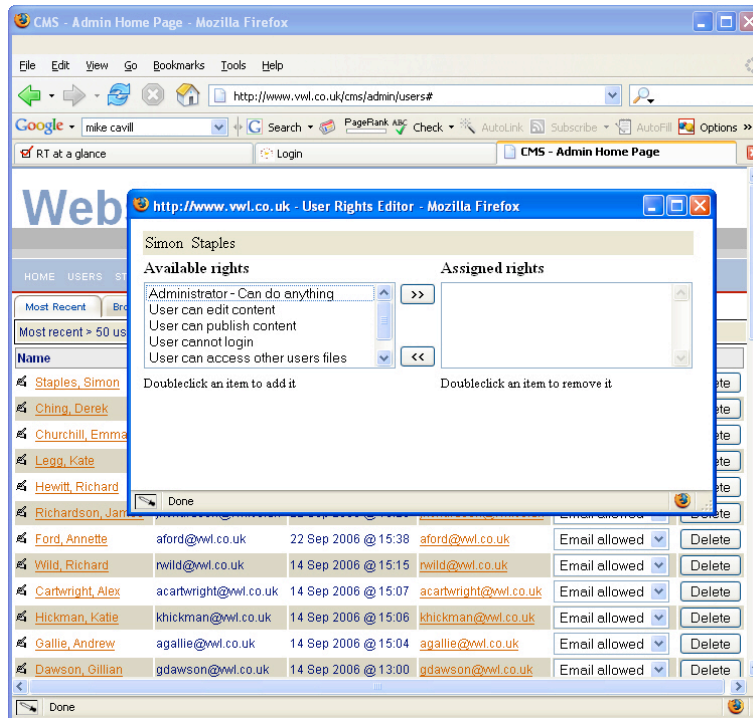 CMS - Admin Home Page - Mozilla Firefox
File Edit View Go Bookmarks Tools Help
http://www.vwl.co.uk/cms/admin/users#
Google mike cavill Search PageRank ABC Check AutoLink Subscribe AutoFill Options »
RT at a glance Login CMS - Admin Home Page
Webs
http://www.vwl.co.uk - User Rights Editor - Mozilla Firefox
Simon Staples
HOME USERS ST
Available rights Assigned rights
Administrator - Can do anything >>
User can edit content
User can publish content
User cannot login
User can access other users files <<
Doubleclick an item to add it Doubleclick an item to remove it
Done
Most Recent Bro
Most recent > 50 us
Name
Staples, Simon ete
Ching, Derek ete
Churchill, Emma ete
Legg, Kate ete
Hewitt, Richard ete
Richardson, James Delete
Ford, Annette aford@vwl.co.uk 22 Sep 2006 @ 15:38 aford@vwl.co.uk Email allowed Delete
Wild, Richard rwild@vwl.co.uk 14 Sep 2006 @ 15:15 rwild@vwl.co.uk Email allowed Delete
Cartwright, Alex acartwright@vwl.co.uk 14 Sep 2006 @ 15:07 acartwright@vwl.co.uk Email allowed Delete
Hickman, Katie khickman@vwl.co.uk 14 Sep 2006 @ 15:06 khickman@vwl.co.uk Email allowed Delete
Gallie, Andrew agallie@vwl.co.uk 14 Sep 2006 @ 15:04 agallie@vwl.co.uk Email allowed Delete
Dawson, Gillian gdawson@vwl.co.uk 14 Sep 2006 @ 13:00 gdawson@vwl.co.uk Email allowed Delete
Done